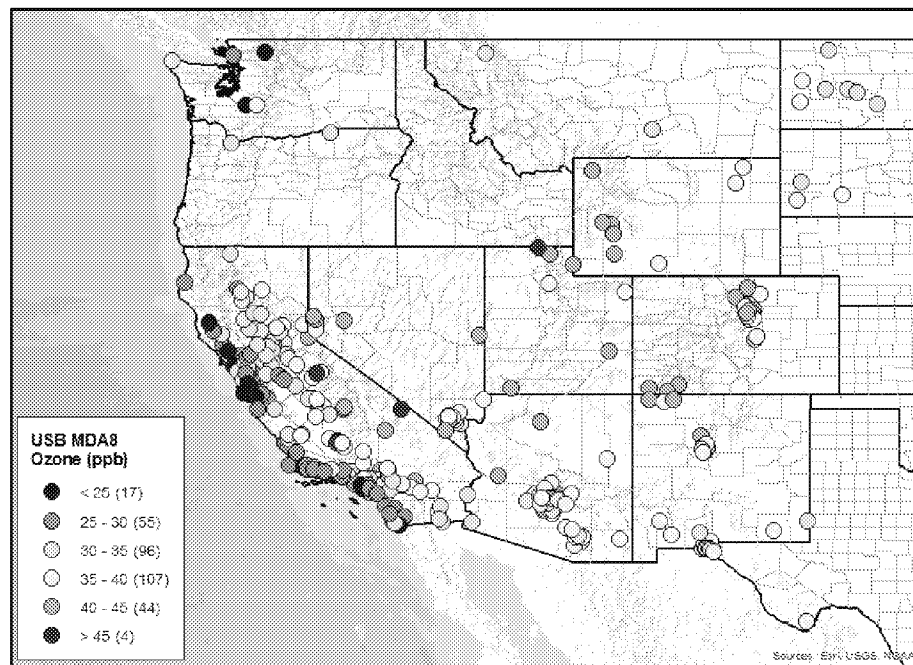 USB MDA8
Ozone (ppb)
< 25 (17)
25 - 30 (55)
30 - 35 (96)
35 - 40 (107)
40 - 45 (44)
> 45 (4)
Sources: Esri, USGS, NOAA